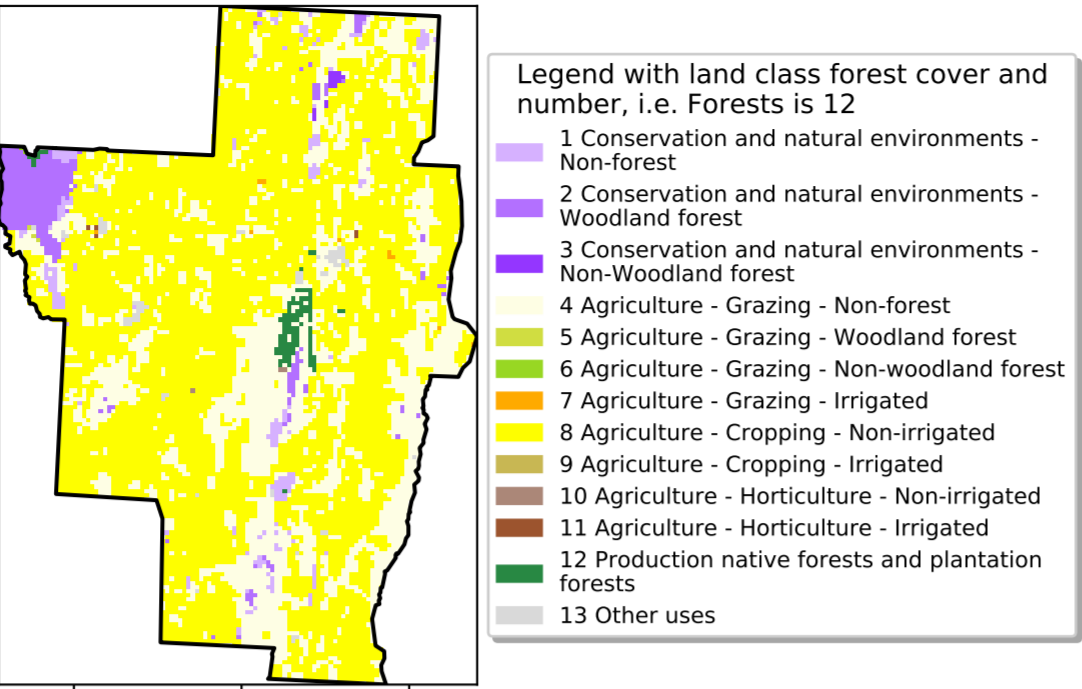 Legend with land class forest cover and
number, i.e. Forests is 12
1 Conservation and natural environments -
Non-forest
2 Conservation and natural environments -
Woodland forest
3 Conservation and natural environments -
Non-Woodland forest
4 Agriculture - Grazing - Non-forest
5 Agriculture - Grazing - Woodland forest
6 Agriculture - Grazing - Non-woodland forest
7 Agriculture - Grazing - Irrigated
8 Agriculture - Cropping - Non-irrigated
9 Agriculture - Cropping - Irrigated
10 Agriculture - Horticulture - Non-irrigated
11 Agriculture - Horticulture - Irrigated
12 Production native forests and plantation
forests
13 Other uses